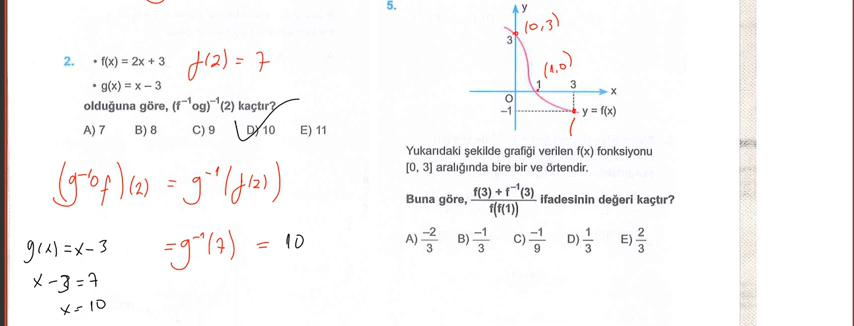 2. • f(x) = 2x + 3
f(2) = 7
• g(x) = x – 3
olduğuna göre, (f⁻¹og)⁻¹(2) kaçtır?
A) 7 B) 8 C) 9 D) 10 E) 11
(g⁻¹of)(2) = g⁻¹(f(2))
= g⁻¹(7) = 10
g(x) = x – 3
x – 3 = 7
x = 10
5.
y
(0,3)
3
(1,0)
1 3
x
O
–1
y = f(x)
(
Yukarıdaki şekilde grafiği verilen f(x) fonksiyonu
[0, 3] aralığında bire bir ve örtendir.
Buna göre, f(3) + f⁻¹(3) / f(f(1)) ifadesinin değeri kaçtır?
A) –2/3 B) –1/3 C) –1/9 D) 1/3 E) 2/3